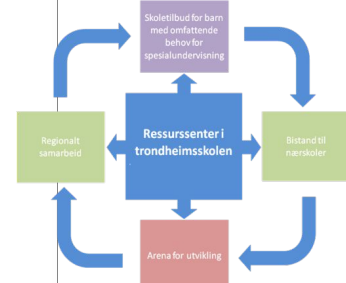 Skoletilbud for barn
med omfattende
behov for
spesialundervisning
Regionalt
samarbeid
Ressurssenter i
trondheimsskolen
Bistand til
nærskoler
Arena for utvikling